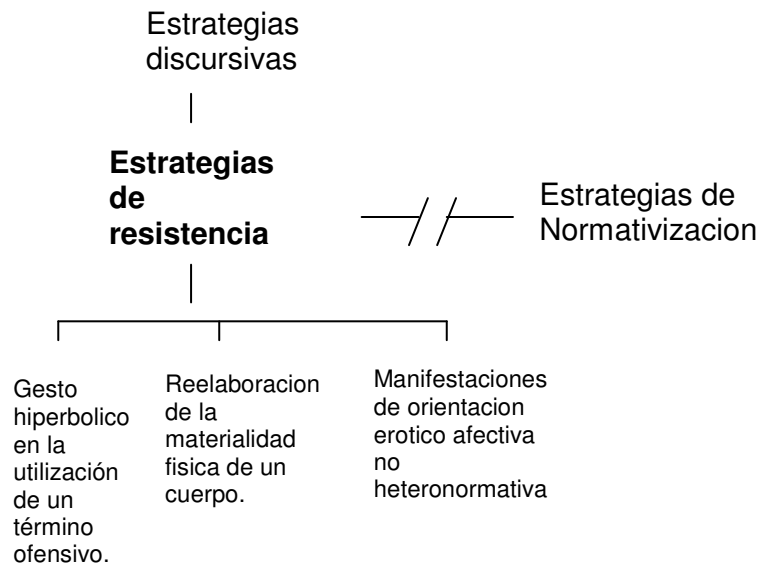 Estrategias
discursivas
Estrategias
de
resistencia
Estrategias de
Normativizacion
Gesto
hiperbolico
en la
utilización
de un
término
ofensivo.
Reelaboracion
de la
materialidad
fisica de un
cuerpo.
Manifestaciones
de orientacion
erotico afectiva
no
heteronormativa